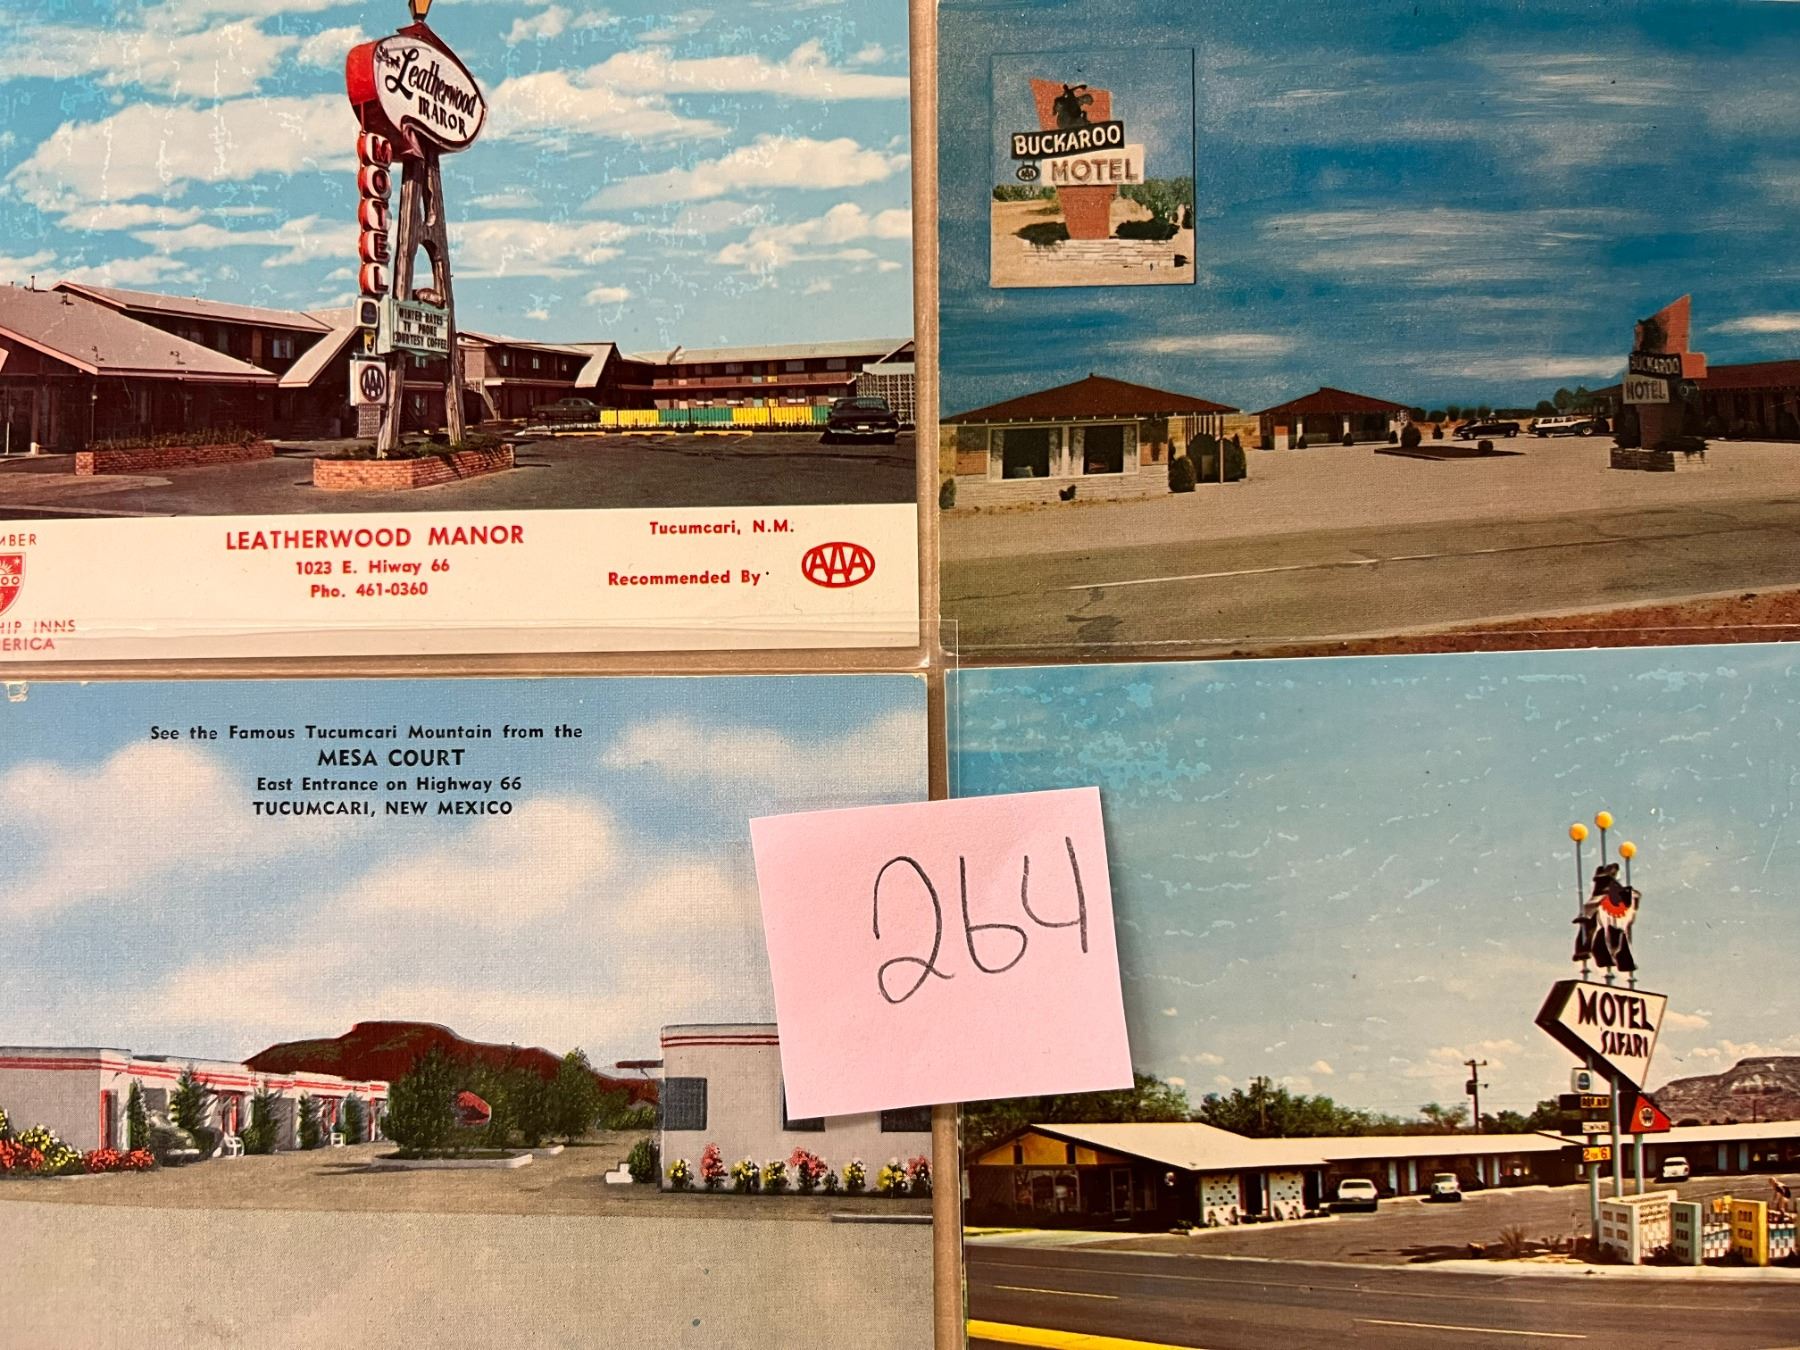 The Leatherwood
MANOR
MOTEL
WINTER RATES
TV PHONE
COURTESY COFFEE
AAA
MBER
LEATHERWOOD MANOR
1023 E. Hiway 66
Pho. 461-0360
Tucumcari, N.M.
Recommended By
AAA
HIP INNS
ERICA
BUCKAROO
AAA
MOTEL
BUCKAROO
MOTEL
See the Famous Tucumcari Mountain from the
MESA COURT
East Entrance on Highway 66
TUCUMCARI, NEW MEXICO
264
MOTEL
SAFARI